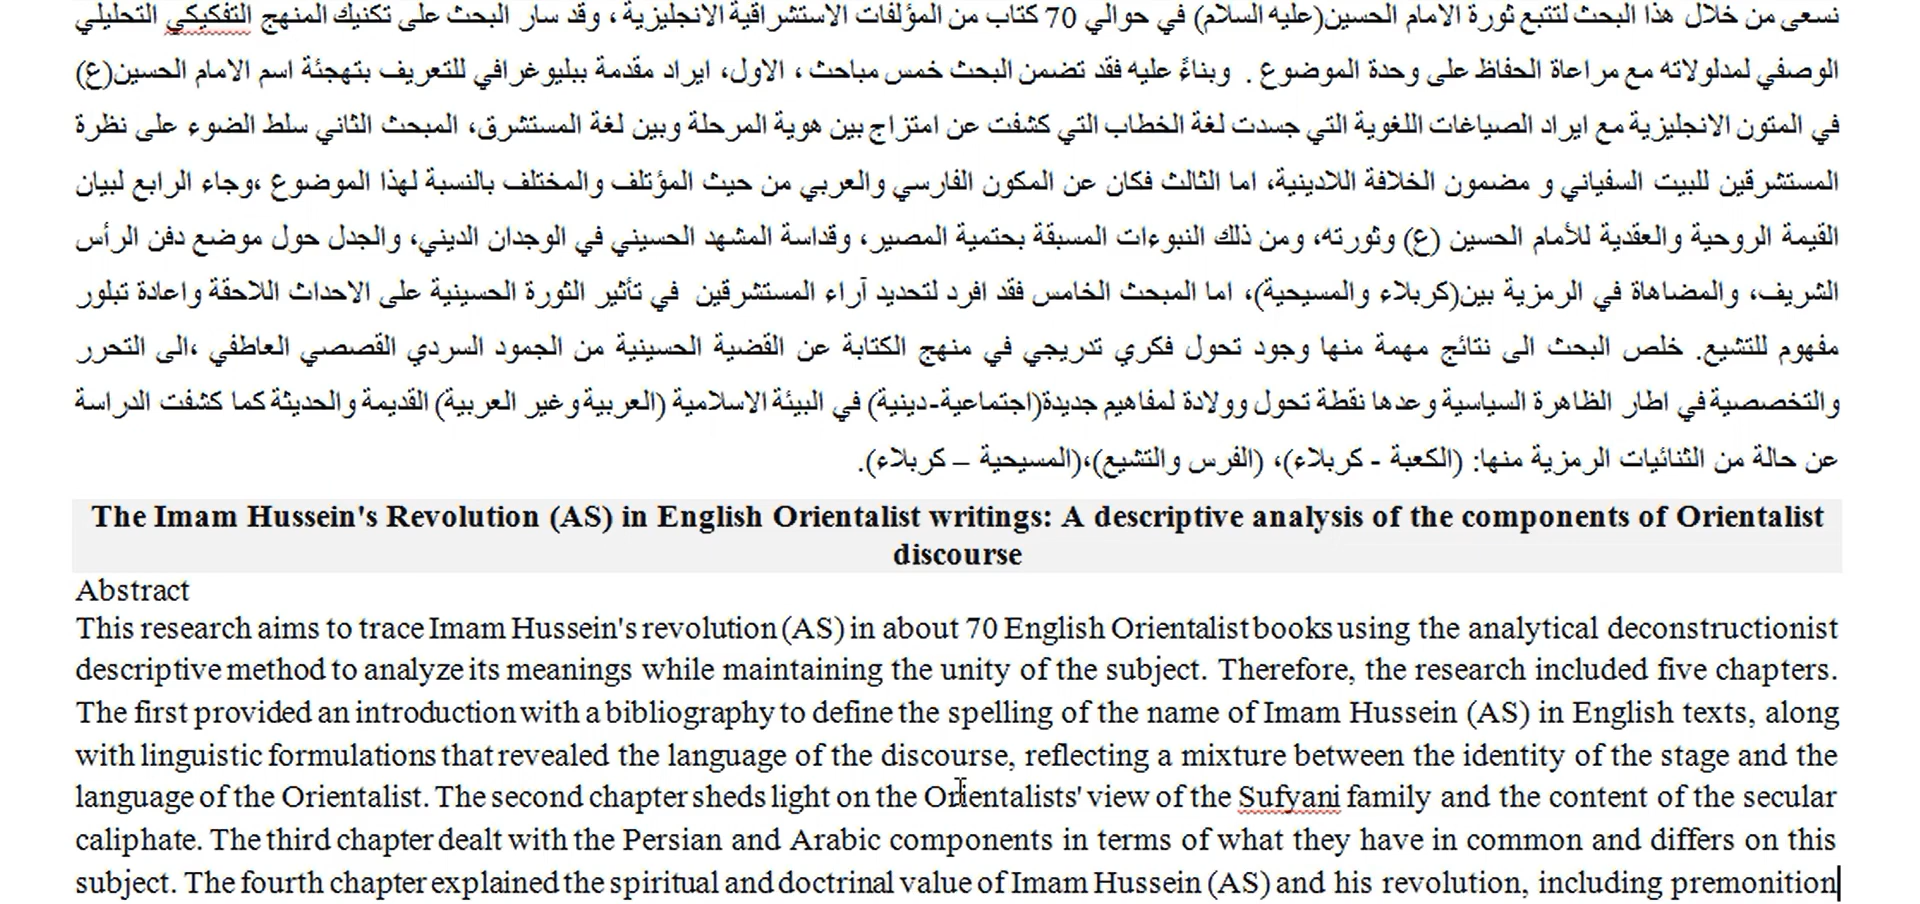 نسعى من خلال هذا البحث لتتبع ثورة الامام الحسين(عليه السلام) في حوالي 70 كتاب من المؤلفات الاستشراقية الانجليزية ، وقد سار البحث على تكنيك المنهج التفكيكي التحليلي
الوصفي لمدلولاته مع مراعاة الحفاظ على وحدة الموضوع . وبناءً عليه فقد تضمن البحث خمس مباحث ، الاول، ايراد مقدمة ببليوغرافي للتعريف بتهجئة اسم الامام الحسين(ع)
في المتون الانجليزية مع ايراد الصياغات اللغوية التي جسدت لغة الخطاب التي كشفت عن امتزاج بين هوية المرحلة وبين لغة المستشرق، المبحث الثاني سلط الضوء على نظرة
المستشرقين للبيت السفياني و مضمون الخلافة اللادينية، اما الثالث فكان عن المكون الفارسي والعربي من حيث المؤتلف والمختلف بالنسبة لهذا الموضوع ،وجاء الرابع لبيان
القيمة الروحية والعقدية للأمام الحسين (ع) وثورته، ومن ذلك النبوءات المسبقة بحتمية المصير، وقداسة المشهد الحسيني في الوجدان الديني، والجدل حول موضع دفن الرأس
الشريف، والمضاهاة في الرمزية بين(كربلاء والمسيحية)، اما المبحث الخامس فقد افرد لتحديد آراء المستشرقين في تأثير الثورة الحسينية على الاحداث اللاحقة واعادة تبلور
مفهوم للتشيع. خلص البحث الى نتائج مهمة منها وجود تحول فكري تدريجي في منهج الكتابة عن القضية الحسينية من الجمود السردي القصصي العاطفي ،الى التحرر
والتخصصية في اطار الظاهرة السياسية وعدها نقطة تحول وولادة لمفاهيم جديدة(اجتماعية-دينية) في البيئة الاسلامية (العربية وغير العربية) القديمة والحديثة كما كشفت الدراسة
عن حالة من الثنائيات الرمزية منها: (الكعبة - كربلاء)، (الفرس والتشيع)،(المسيحية – كربلاء).
The Imam Hussein's Revolution (AS) in English Orientalist writings: A descriptive analysis of the components of Orientalist
discourse
Abstract
This research aims to trace Imam Hussein's revolution (AS) in about 70 English Orientalist books using the analytical deconstructionist
descriptive method to analyze its meanings while maintaining the unity of the subject. Therefore, the research included five chapters.
The first provided an introduction with a bibliography to define the spelling of the name of Imam Hussein (AS) in English texts, along
with linguistic formulations that revealed the language of the discourse, reflecting a mixture between the identity of the stage and the
language of the Orientalist. The second chapter sheds light on the Orientalists' view of the Sufyani family and the content of the secular
caliphate. The third chapter dealt with the Persian and Arabic components in terms of what they have in common and differs on this
subject. The fourth chapter explained the spiritual and doctrinal value of Imam Hussein (AS) and his revolution, including premonition